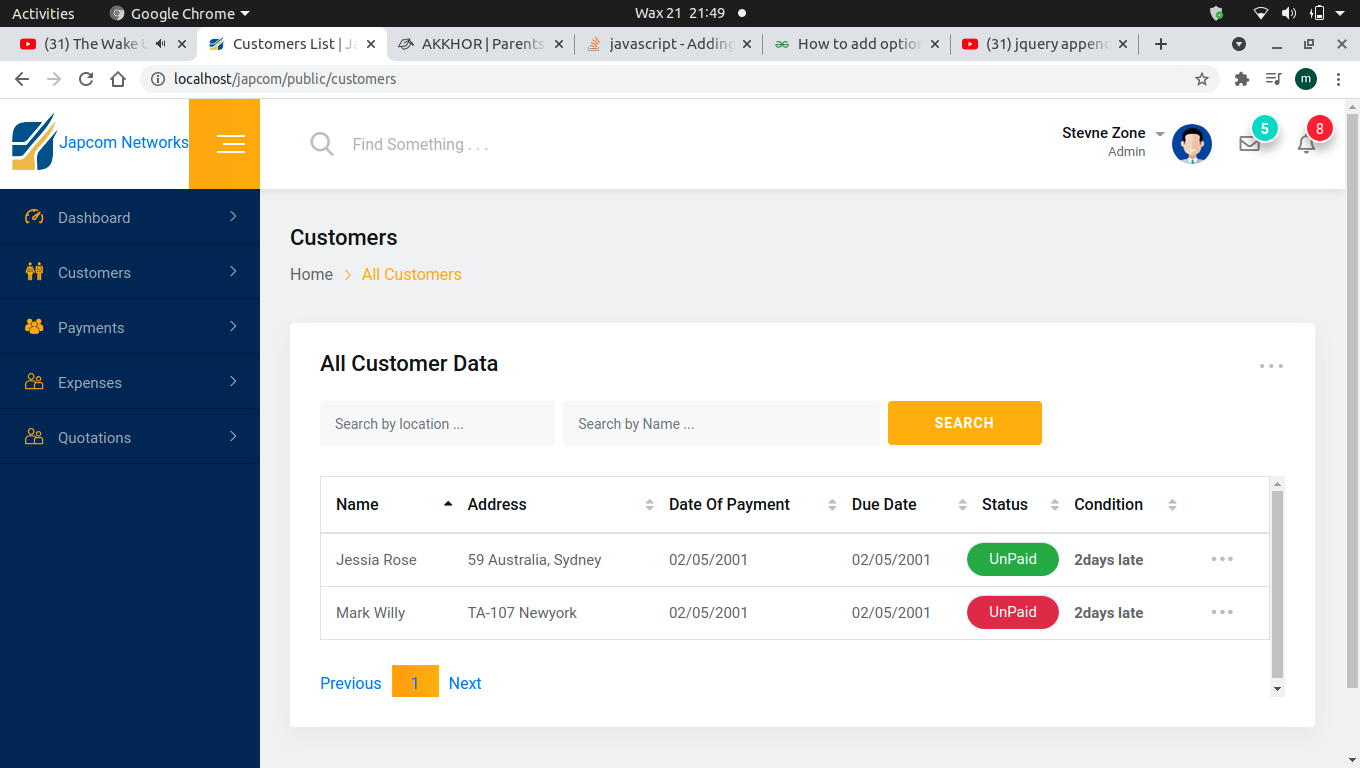 Activities Google Chrome Wax 21 21:49
(31) The Wake U Customers List | Ja AKKHOR | Parents javascript - Adding How to add option (31) jquery append
localhost/japcom/public/customers m
Japcom Networks Find Something . . . Stevne Zone 5 8
Admin
Dashboard
Customers
Payments
Expenses
Quotations
Customers
Home All Customers
All Customer Data
Search by location ... Search by Name ... SEARCH
Name Address Date Of Payment Due Date Status Condition
Jessia Rose 59 Australia, Sydney 02/05/2001 02/05/2001 UnPaid 2days late
Mark Willy TA-107 Newyork 02/05/2001 02/05/2001 UnPaid 2days late
Previous 1 Next